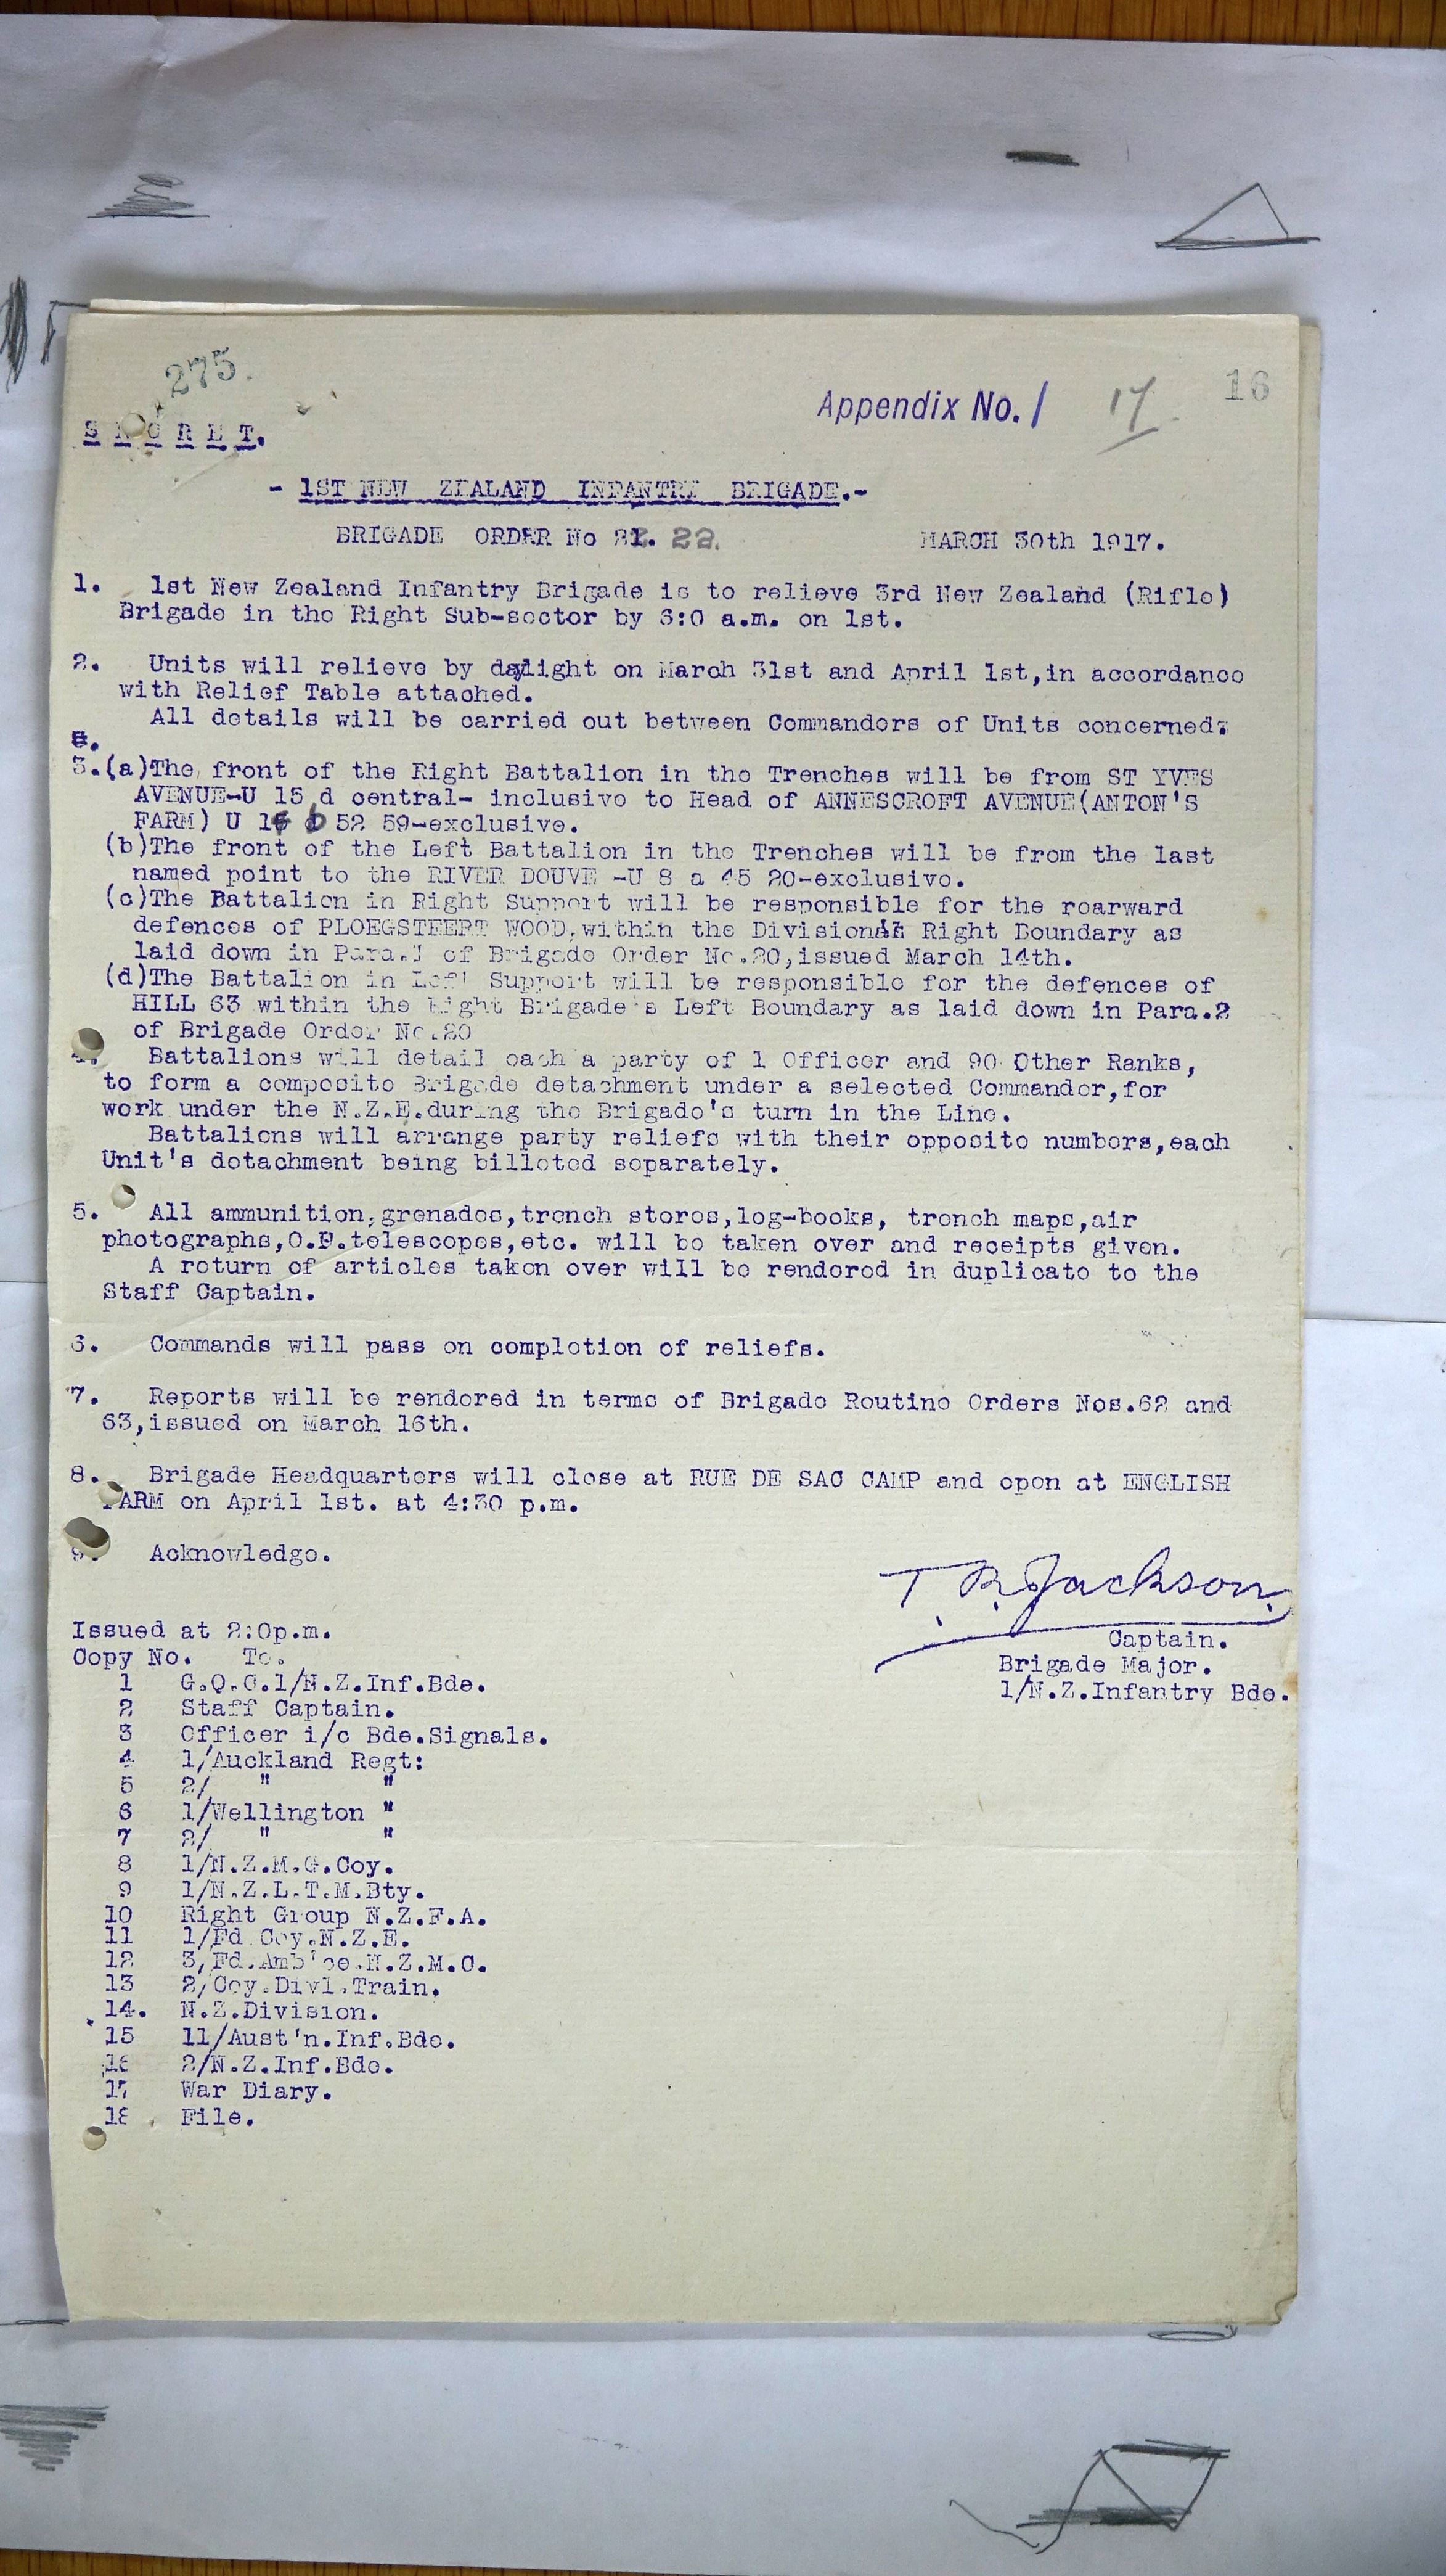 275.
Appendix No. 1
17
16
S E C R E T.
- 1ST NEW ZEALAND INFANTRY BRIGADE.-
BRIGADE ORDER No 22. MARCH 30th 1917.
1. 1st New Zealand Infantry Brigade is to relieve 3rd New Zealand (Rifle)
Brigade in the Right Sub-sector by 6:0 a.m. on 1st.
2. Units will relieve by daylight on March 31st and April 1st,in accordance
with Relief Table attached.
All details will be carried out between Commanders of Units concerned.
3.(a)The front of the Right Battalion in the Trenches will be from ST YVES
AVENUE-U 15 d central- inclusive to Head of ANNESCROFT AVENUE(ANTON'S
FARM) U b 52 59-exclusive.
(b)The front of the Left Battalion in the Trenches will be from the last
named point to the RIVER DOUVE -U 8 a 45 20-exclusive.
(c)The Battalion in Right Support will be responsible for the rearward
defences of PLOEGSTEERT WOOD,within the Right Boundary as
laid down in Para. of Brigade Order No.20,issued March 14th.
(d)The Battalion in Left Support will be responsible for the defences of
HILL 63 within the Right Brigade's Left Boundary as laid down in Para.2
of Brigade Order No.20
4. Battalions will detail each a party of 1 Officer and 90 Other Ranks,
to form a composite Brigade detachment under a selected Commander,for
work under the N.Z.E.during the Brigade's turn in the Line.
Battalions will arrange party reliefs with their opposite numbers,each
Unit's detachment being billeted separately.
5. All ammunition,grenades,trench stores,log-books, trench maps,air
photographs,O.P.telescopes,etc. will be taken over and receipts given.
A return of articles taken over will be rendered in duplicate to the
Staff Captain.
6. Commands will pass on completion of reliefs.
7. Reports will be rendered in terms of Brigade Routine Orders Nos.62 and
63,issued on March 16th.
8. Brigade Headquarters will close at RUE DE SAC CAMP and open at ENGLISH
FARM on April 1st. at 4:30 p.m.
9. Acknowledge.
T. R. Jackson.
Issued at 2:0p.m.
Captain.
Brigade Major.
1/N.Z.Infantry Bde.
Copy No. To.
1 G.O.C.1/N.Z.Inf.Bde.
2 Staff Captain.
3 Officer i/c Bde.Signals.
4 1/Auckland Regt:
5 2/ " "
6 1/Wellington "
7 2/ " "
8 1/N.Z.M.G.Coy.
9 1/N.Z.L.T.M.Bty.
10 Right Group N.Z.F.A.
11 1/Fd Coy.N.Z.E.
12 3/Fd.Amb'ce.N.Z.M.C.
13 2/Coy.Divl.Train.
14. N.Z.Division.
15 11/Aust'n.Inf.Bde.
16 2/N.Z.Inf.Bde.
17 War Diary.
18 File.